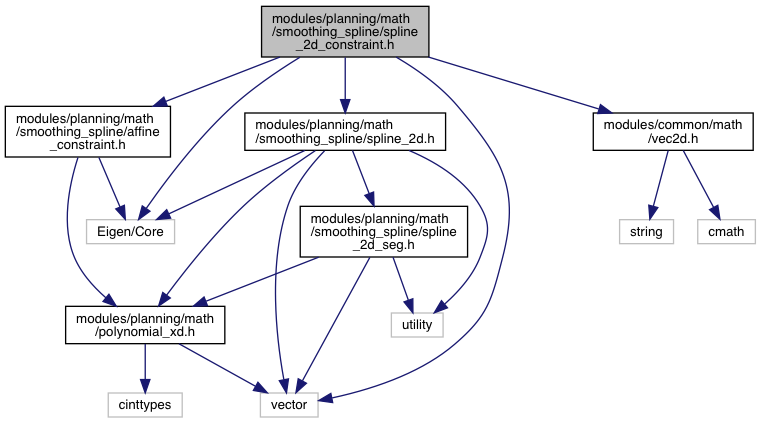 modules/planning/math
/smoothing_spline/spline
_2d_constraint.h
modules/planning/math
/smoothing_spline/affine
_constraint.h
modules/planning/math
/smoothing_spline/spline_2d.h
modules/common/math
/vec2d.h
Eigen/Core
modules/planning/math
/smoothing_spline/spline
_2d_seg.h
string
cmath
modules/planning/math
/polynomial_xd.h
utility
cinttypes
vector